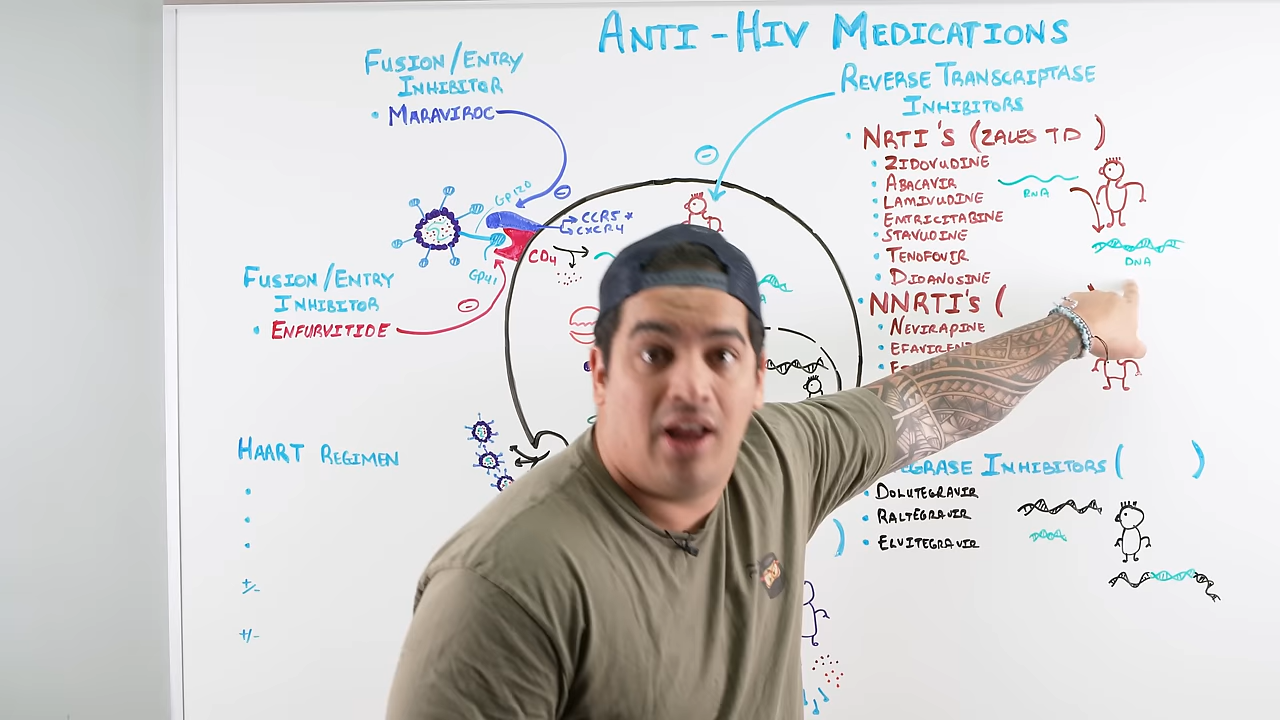 ANTI-HIV MEDICATIONS
FUSION/ENTRY
INHIBITOR
• MARAVIROC
GP120
CCR5 *
CXCR4
CD4
GP41
FUSION/ENTRY
INHIBITOR
• ENFURVITIDE
HAART REGIMEN
+/-
+/-
REVERSE TRANSCRIPTASE
INHIBITORS
• NRTI'S (ZALES TD)
• ZIDOVUDINE
• ABACAVIR
• LAMIVUDINE
• EMTRICITABINE
• STAVUDINE
• TENOFOVIR
• DIDANOSINE
RNA
DNA
• NNRTI'S (
• NEVIRAPINE
EGRASE INHIBITORS ( )
• DOLUTEGRAVIR
• RALTEGRAVIR
• ELVITEGRAVIR